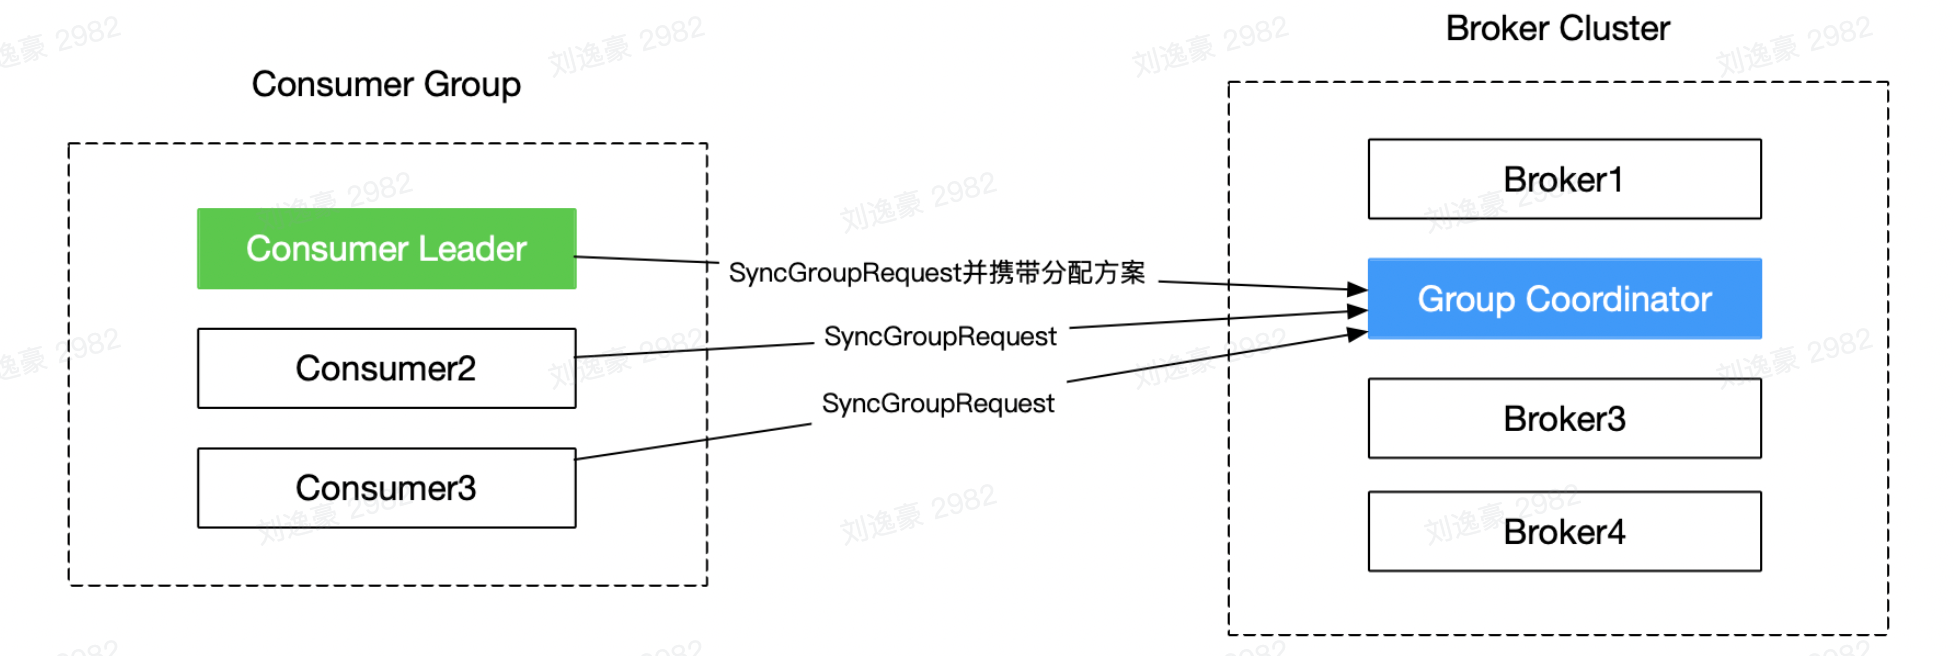 Broker Cluster
Consumer Group
Consumer Leader
Consumer2
Consumer3
SyncGroupRequest并携带分配方案
SyncGroupRequest
SyncGroupRequest
Broker1
Group Coordinator
Broker3
Broker4
刘逸豪 2982